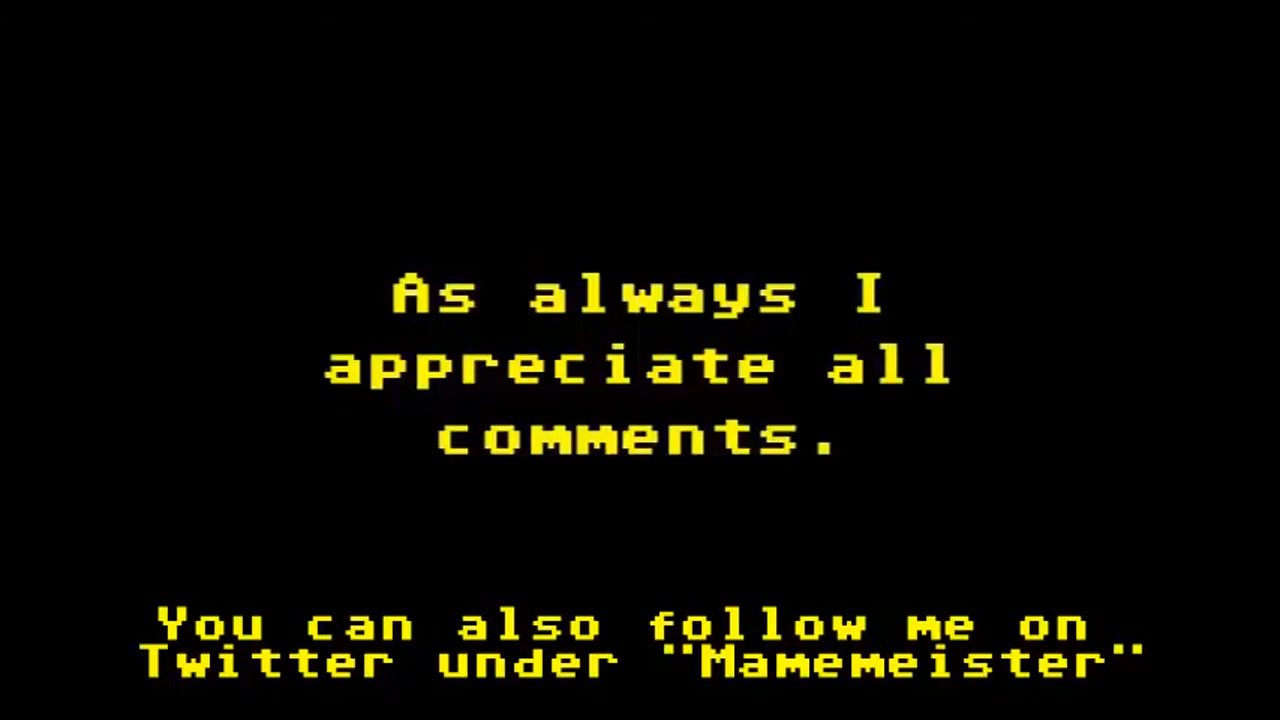 As always I
appreciate all
comments.
You can also follow me on
Twitter under "Mamemeister"